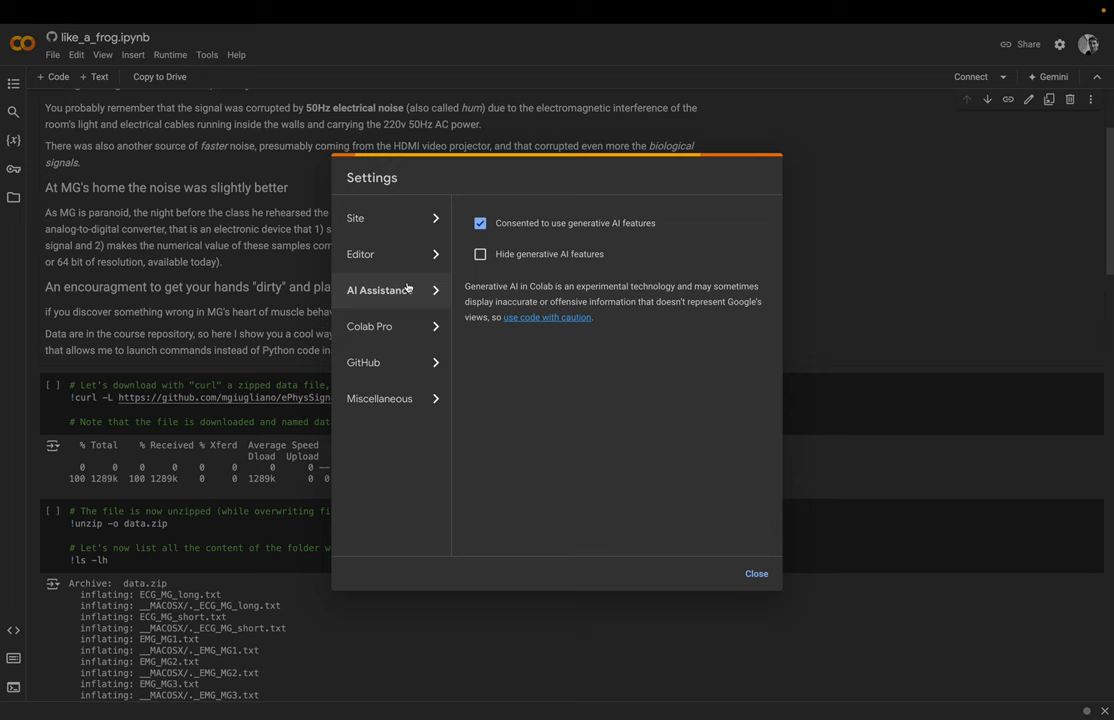 like_a_frog.ipynb
File Edit View Insert Runtime Tools Help
Share
+ Code + Text Copy to Drive
Connect
Gemini
You probably remember that the signal was corrupted by 50Hz electrical noise (also called hum) due to the electromagnetic interference of the
room's light and electrical cables running inside the walls and carrying the 220v 50Hz AC power.
There was also another source of faster noise, presumably coming from the HDMI video projector, and that corrupted even more the biological
signals.
At MG's home the noise was slightly better
As MG is paranoid, the night before the class he rehearsed the
analog-to-digital converter, that is an electronic device that 1)
signal and 2) makes the numerical value of these samples com
or 64 bit of resolution, available today).
An encouragment to get your hands "dirty" and pla
if you discover something wrong in MG's heart of muscle behav
Data are in the course repository, so here I show you a cool way
that allows me to launch commands instead of Python code in
[ ] # Let's download with "curl" a zipped data file,
!curl -L https://github.com/mgiugliano/ePhysSign
# Note that the file is downloaded and named dat
% Total % Received % Xferd Average Speed
Dload Upload
0 0 0 0 0 0 0 0 --
100 1289k 100 1289k 0 0 1289k 0
[ ] # The file is now unzipped (while overwriting fi
!unzip -o data.zip
# Let's now list all the content of the folder w
!ls -lh
Archive: data.zip
inflating: ECG_MG_long.txt
inflating: __MACOSX/._ECG_MG_long.txt
inflating: ECG_MG_short.txt
inflating: __MACOSX/._ECG_MG_short.txt
inflating: EMG_MG1.txt
inflating: __MACOSX/._EMG_MG1.txt
inflating: EMG_MG2.txt
inflating: __MACOSX/._EMG_MG2.txt
inflating: EMG_MG3.txt
inflating: __MACOSX/._EMG_MG3.txt
Settings
Site
Editor
AI Assistance
Colab Pro
GitHub
Miscellaneous
Consented to use generative AI features
Hide generative AI features
Generative AI in Colab is an experimental technology and may sometimes
display inaccurate or offensive information that doesn't represent Google's
views, so use code with caution.
Close